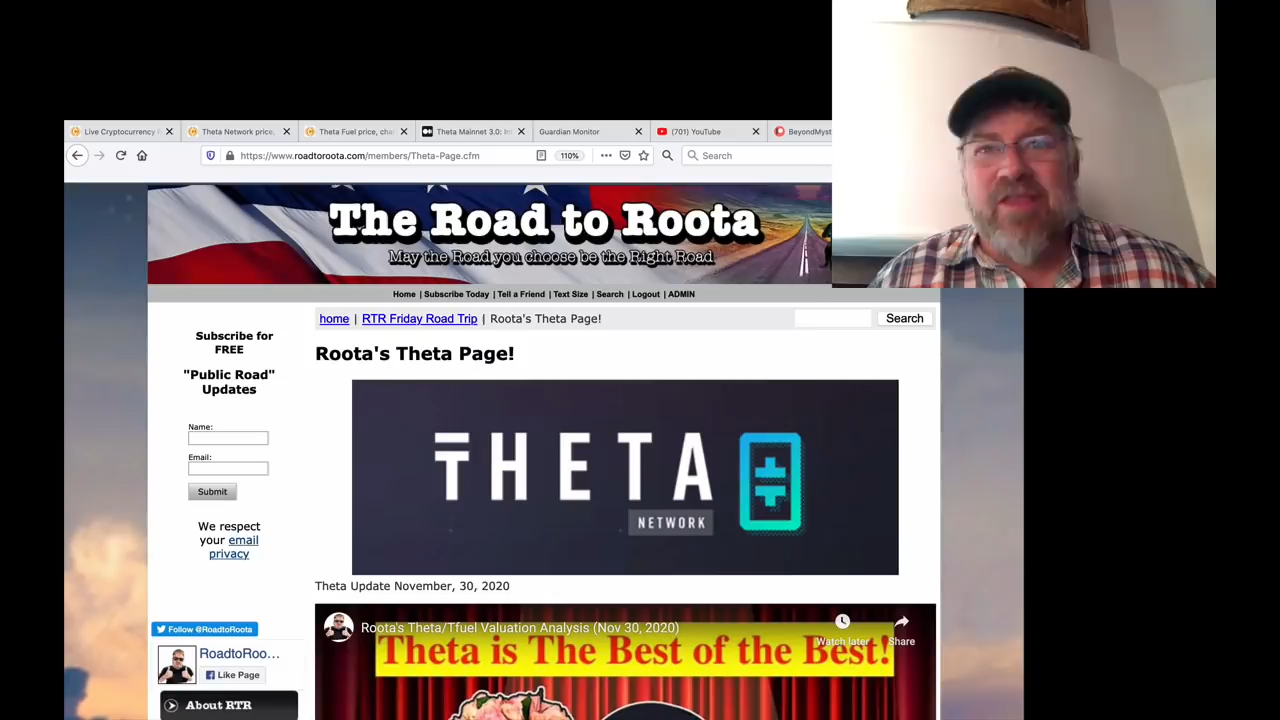 Live Cryptocurrency
Theta Network price,
Theta Fuel price, cha
Theta Mainnet 3.0: In
Guardian Monitor
(701) YouTube
BeyondMyst
https://www.roadtoroota.com/members/Theta-Page.cfm
110%
Search
The Road to Roota
May the Road you choose be the Right Road
Home | Subscribe Today | Tell a Friend | Text Size | Search | Logout | ADMIN
home | RTR Friday Road Trip | Roota's Theta Page!
Search
Subscribe for
FREE
"Public Road"
Updates
Name:
Email:
Submit
We respect
your email
privacy
Follow @RoadtoRoota
RoadtoRoo...
Like Page
About RTR
Roota's Theta Page!
THETA
NETWORK
Theta Update November, 30, 2020
Roota's Theta/Tfuel Valuation Analysis (Nov 30, 2020)
Watch later
Share
Theta is The Best of the Best!